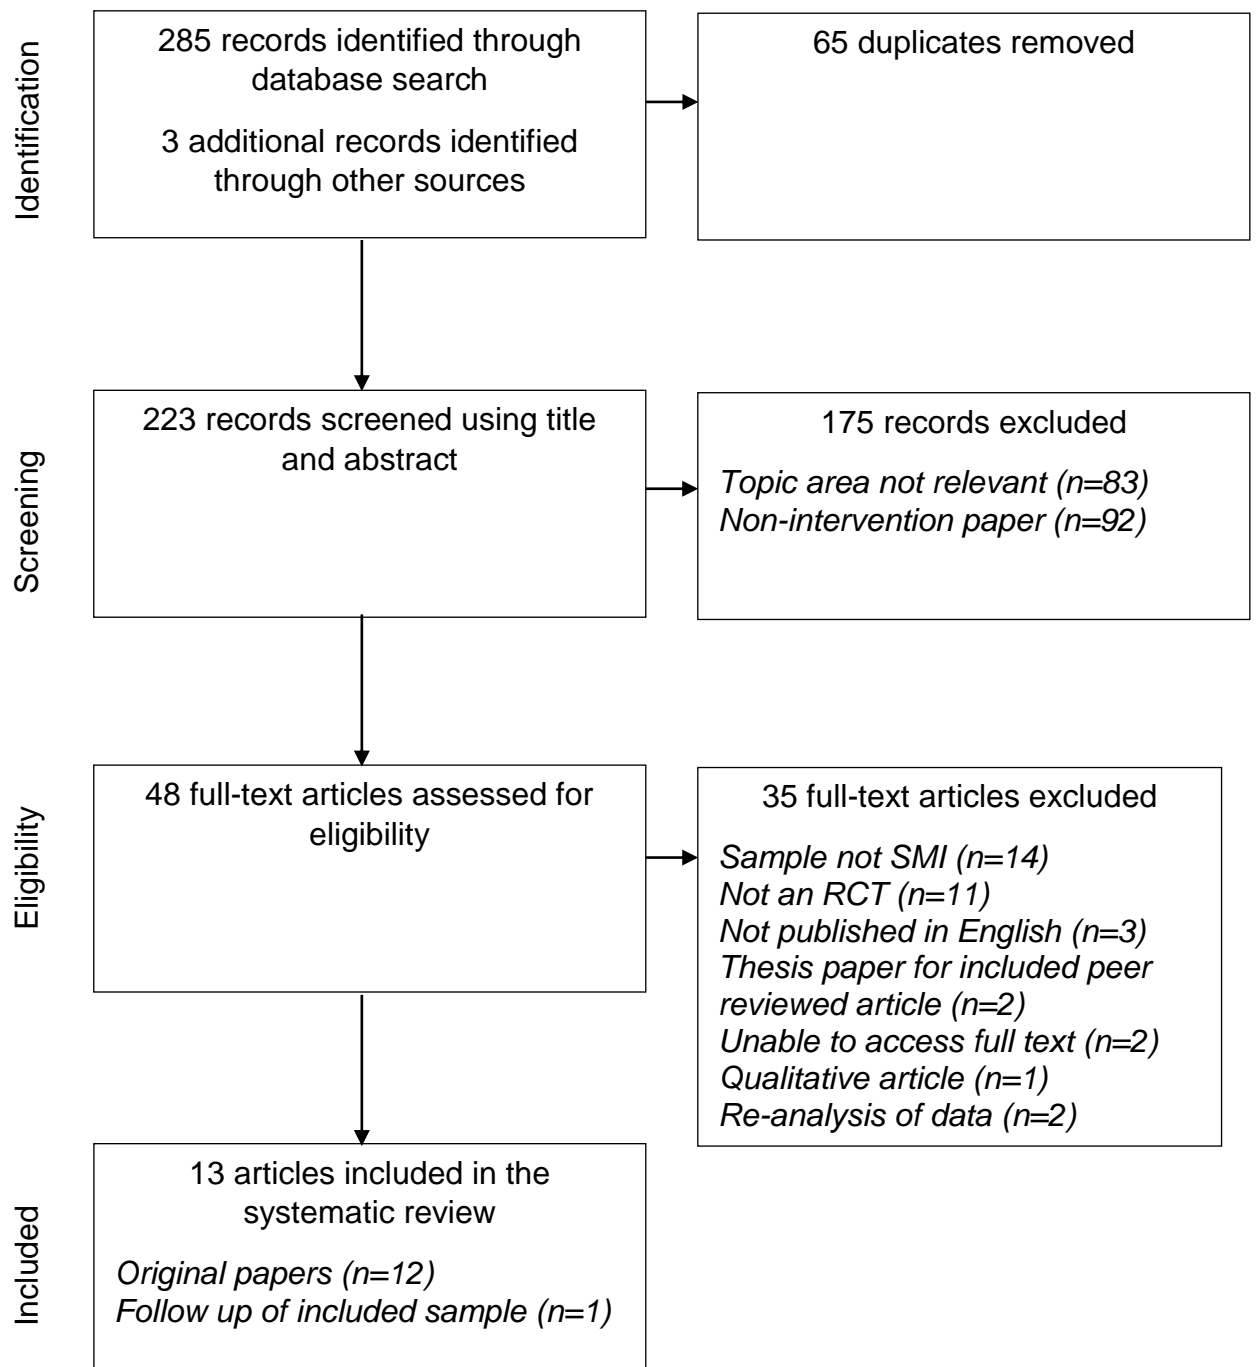 Identification
285 records identified through
database search
3 additional records identified
through other sources
65 duplicates removed
Screening
223 records screened using title
and abstract
175 records excluded
Topic area not relevant (n=83)
Non-intervention paper (n=92)
Eligibility
48 full-text articles assessed for
eligibility
35 full-text articles excluded
Sample not SMI (n=14)
Not an RCT (n=11)
Not published in English (n=3)
Thesis paper for included peer
reviewed article (n=2)
Unable to access full text (n=2)
Qualitative article (n=1)
Re-analysis of data (n=2)
Included
13 articles included in the
systematic review
Original papers (n=12)
Follow up of included sample (n=1)